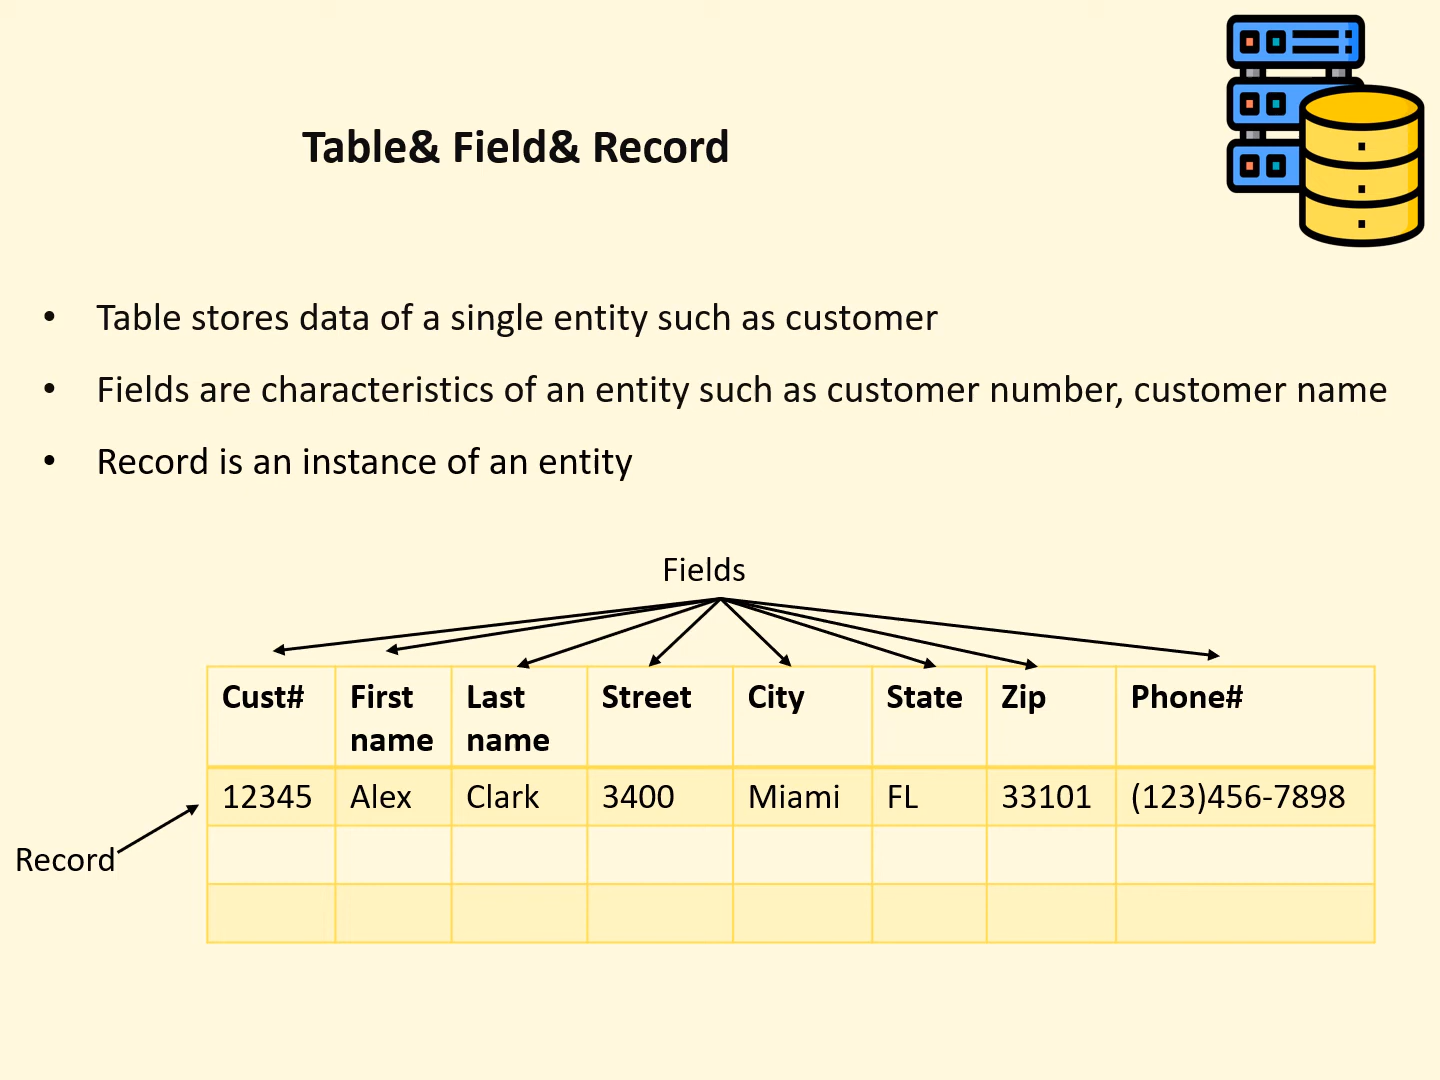 Table& Field& Record
• Table stores data of a single entity such as customer
• Fields are characteristics of an entity such as customer number, customer name
• Record is an instance of an entity
Fields
Cust# First name Last name Street City State Zip Phone#
12345 Alex Clark 3400 Miami FL 33101 (123)456-7898
Record